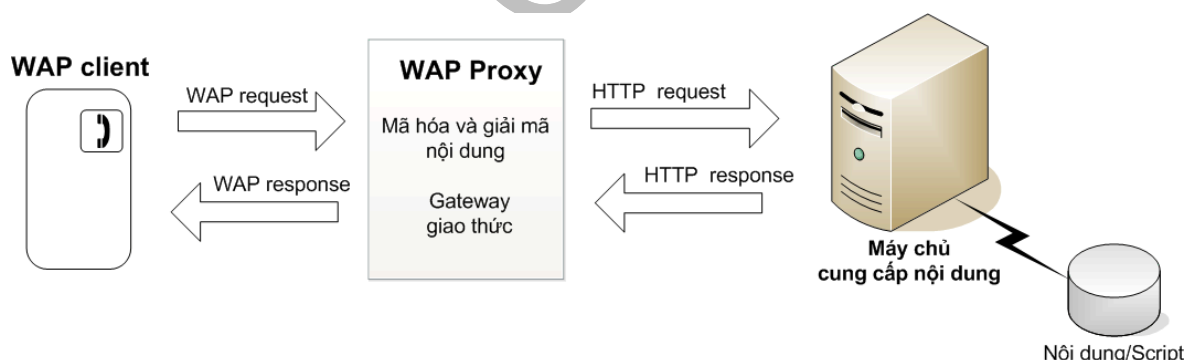 WAP client
WAP request
WAP response
WAP Proxy
Mã hóa và giải mã
nội dung
Gateway
giao thức
HTTP request
HTTP response
Máy chủ
cung cấp nội dung
Nội dung/Script